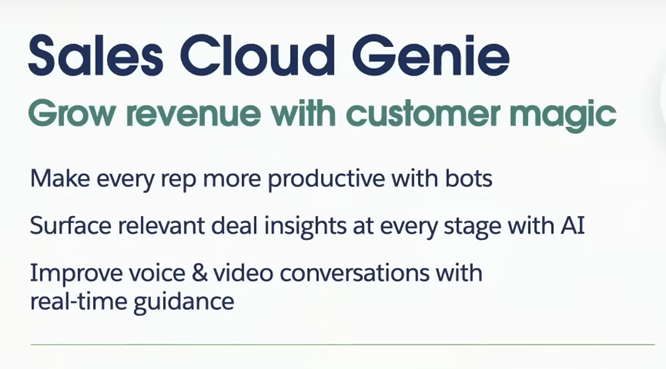 Sales Cloud Genie
Grow revenue with customer magic
Make every rep more productive with bots
Surface relevant deal insights at every stage with AI
Improve voice & video conversations with
real-time guidance